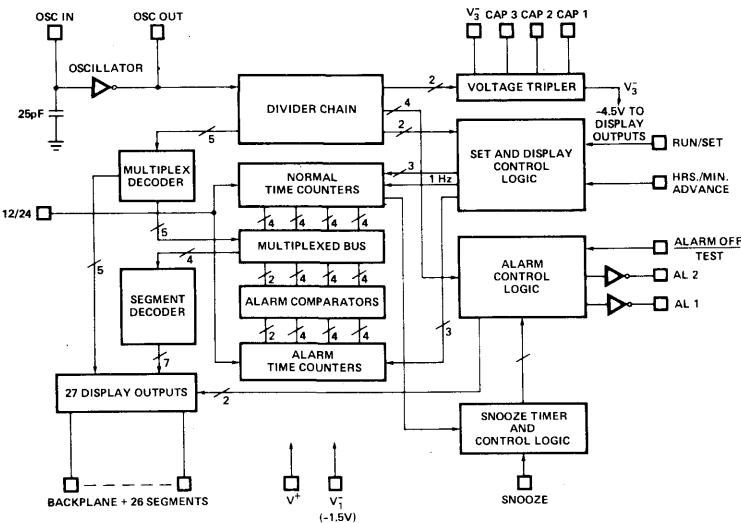 OSC IN
OSC OUT
V3⁻ CAP 3 CAP 2 CAP 1
OSCILLATOR
25pF
DIVIDER CHAIN
2
VOLTAGE TRIPLER
V3⁻
4
2
-4.5V TO
DISPLAY
OUTPUTS
5
MULTIPLEX
DECODER
NORMAL
TIME COUNTERS
3
1 Hz
SET AND DISPLAY
CONTROL
LOGIC
RUN/SET
HRS./MIN.
ADVANCE
12/24
4 4 4 4
5
MULTIPLEXED BUS
4
5
2 4 4 4
SEGMENT
DECODER
ALARM COMPARATORS
2 4 4 4
ALARM
CONTROL
LOGIC
ALARM OFF
TEST
AL 2
AL 1
3
ALARM
TIME COUNTERS
7
27 DISPLAY OUTPUTS
2
SNOOZE TIMER
AND
CONTROL LOGIC
BACKPLANE + 26 SEGMENTS
V⁺
V1⁻
(-1.5V)
SNOOZE